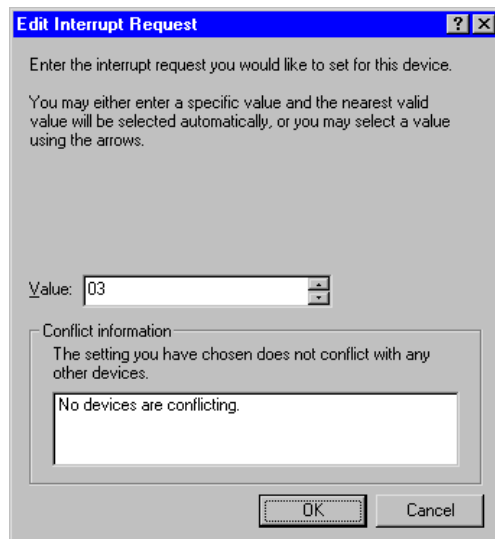 Edit Interrupt Request
Enter the interrupt request you would like to set for this device.
You may either enter a specific value and the nearest valid
value will be selected automatically, or you may select a value
using the arrows.
Value: 03
Conflict information
The setting you have chosen does not conflict with any
other devices.
No devices are conflicting.
OK Cancel